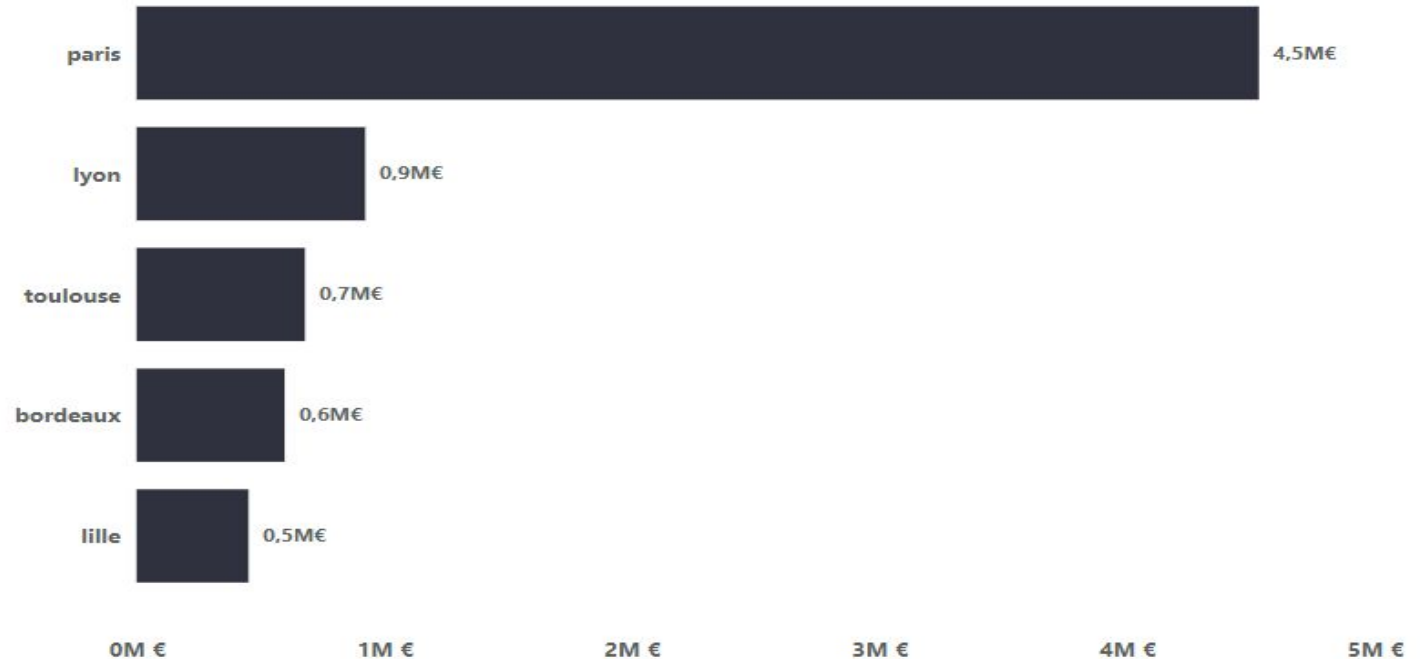 paris 4,5M€
lyon 0,9M€
toulouse 0,7M€
bordeaux 0,6M€
lille 0,5M€
0M € 1M € 2M € 3M € 4M € 5M €